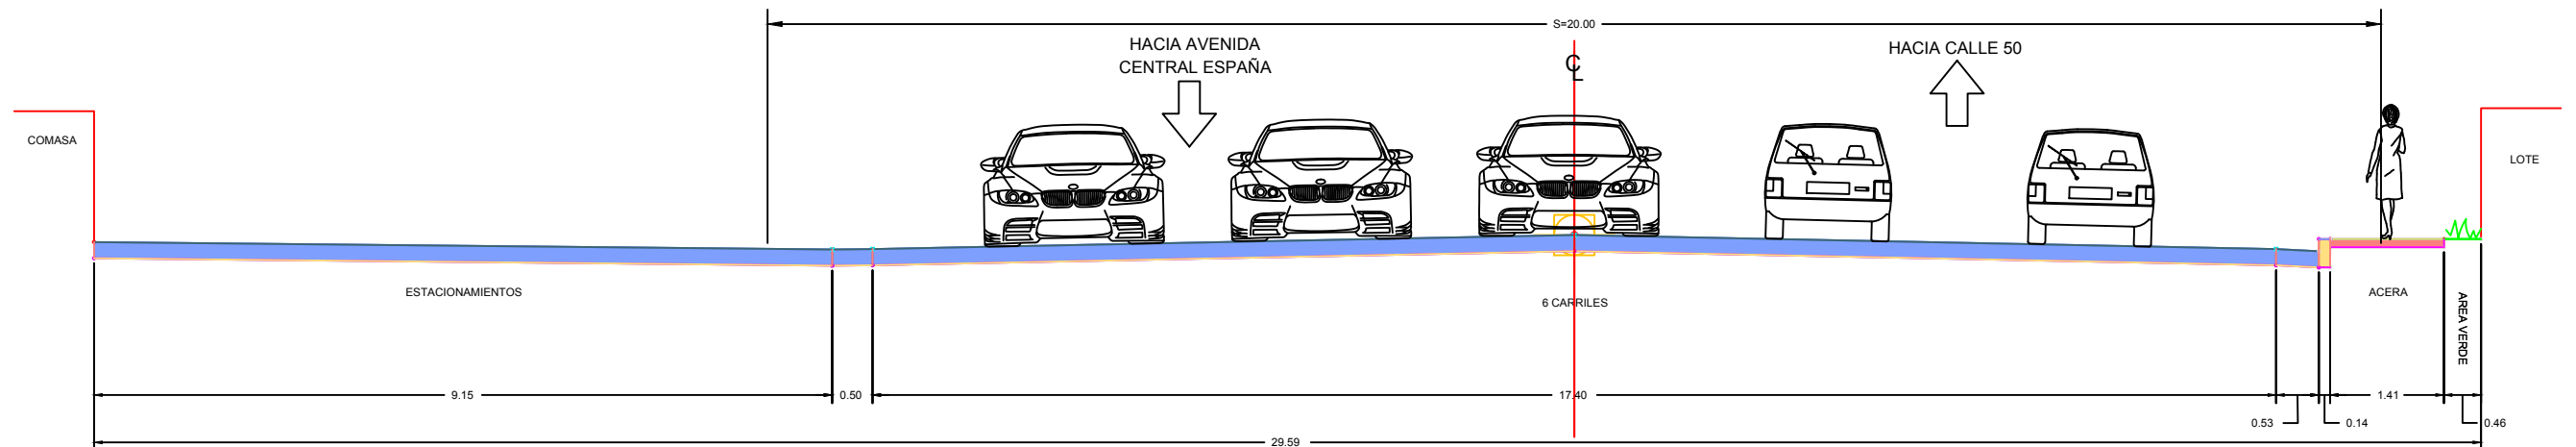 S=20.00
HACIA AVENIDA
CENTRAL ESPAÑA
HACIA CALLE 50
CL
COMASA
LOTE
ESTACIONAMIENTOS
6 CARRILES
ACERA
AREA VERDE
9.15
0.50
17.40
1.41
0.53
0.14
0.46
29.59